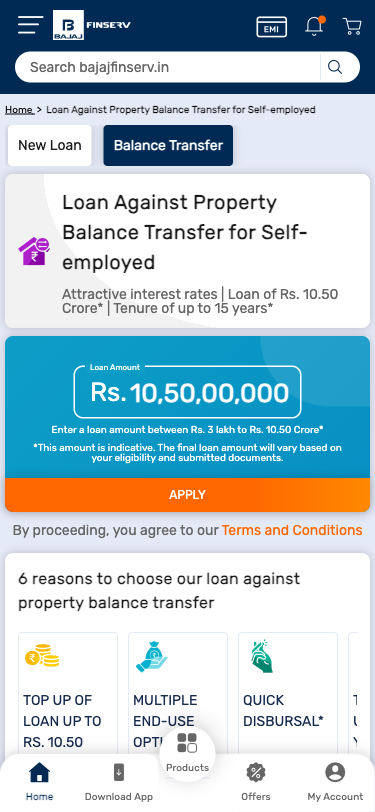 B
BAJAJ
FINSERV
EMI
Search bajajfinserv.in
Home > Loan Against Property Balance Transfer for Self-employed
New Loan
Balance Transfer
Loan Against Property
Balance Transfer for Self-
employed
Attractive interest rates | Loan of Rs. 10.50
Crore* | Tenure of up to 15 years*
Loan Amount
Rs. 10,50,00,000
Enter a loan amount between Rs. 3 lakh to Rs. 10.50 Crore*
*This amount is indicative. The final loan amount will vary based on
your eligibility and submitted documents.
APPLY
By proceeding, you agree to our Terms and Conditions
6 reasons to choose our loan against
property balance transfer
TOP UP OF
LOAN UP TO
RS. 10.50
MULTIPLE
END-USE
QUICK
DISBURSAL*
Home
Download App
Products
Offers
My Account